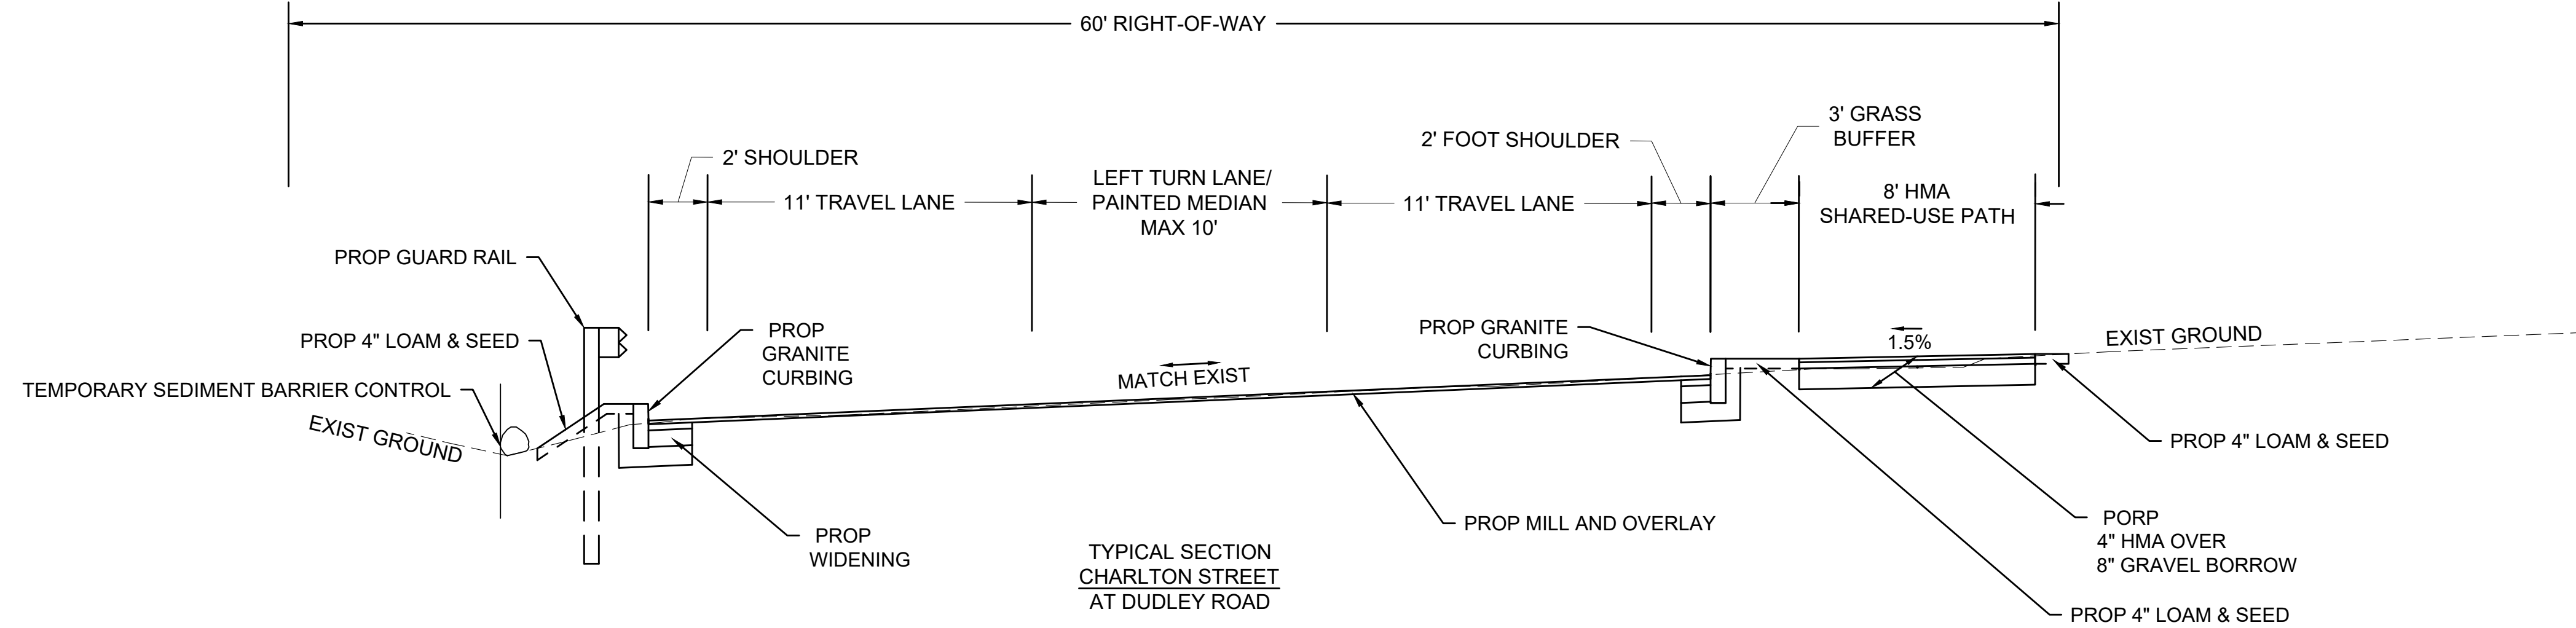 60' RIGHT-OF-WAY
3' GRASS
BUFFER
2' FOOT SHOULDER
2' SHOULDER
LEFT TURN LANE/
PAINTED MEDIAN
MAX 10'
11' TRAVEL LANE
11' TRAVEL LANE
8' HMA
SHARED-USE PATH
PROP GUARD RAIL
PROP 4" LOAM & SEED
TEMPORARY SEDIMENT BARRIER CONTROL
EXIST GROUND
PROP
GRANITE
CURBING
MATCH EXIST
PROP GRANITE
CURBING
1.5%
EXIST GROUND
PROP 4" LOAM & SEED
PROP
WIDENING
PROP MILL AND OVERLAY
PORP
4" HMA OVER
8" GRAVEL BORROW
PROP 4" LOAM & SEED
TYPICAL SECTION
CHARLTON STREET
AT DUDLEY ROAD